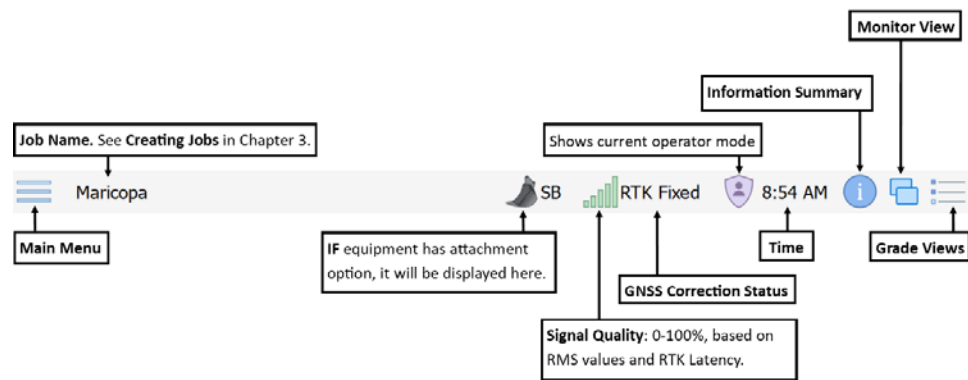 Monitor View
Information Summary
Job Name. See Creating Jobs in Chapter 3.
Shows current operator mode
Maricopa
SB
RTK Fixed
8:54 AM
i
Main Menu
IF equipment has attachment
option, it will be displayed here.
Time
Grade Views
GNSS Correction Status
Signal Quality: 0-100%, based on
RMS values and RTK Latency.